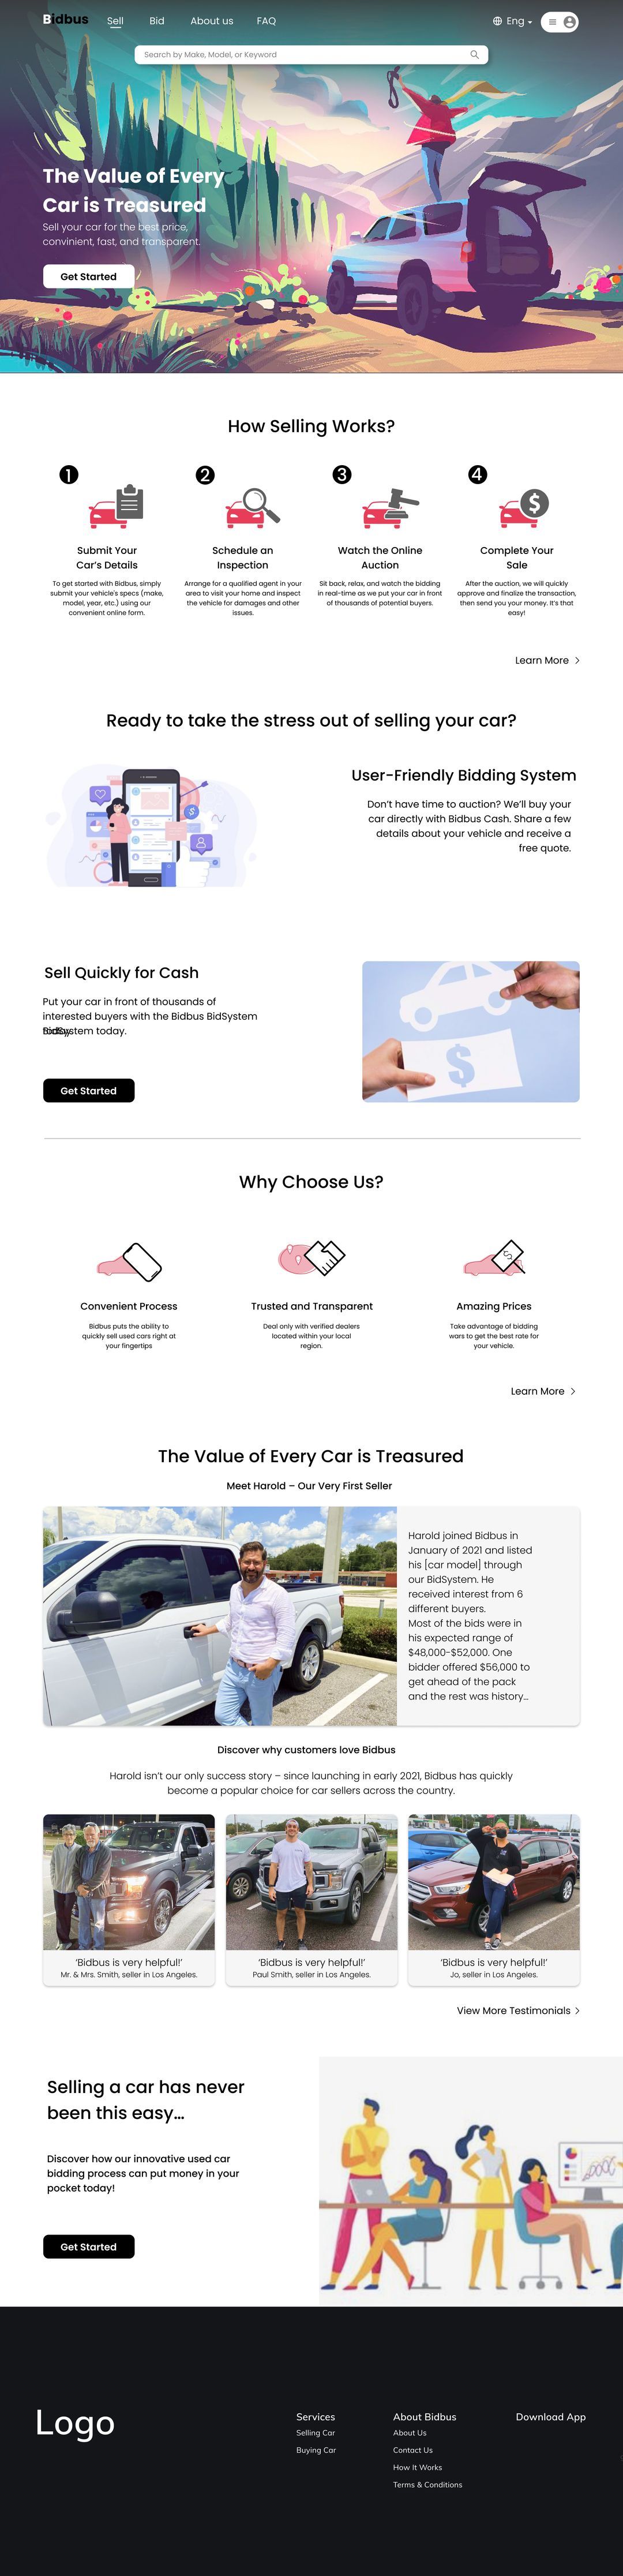 Bidbus
Sell
Bid
About us
FAQ
Eng
Search by Make, Model, or Keyword
The Value of Every
Car is Treasured
Sell your car for the best price,
convinient, fast, and transparent.
Get Started
How Selling Works?
1
2
3
4
Submit Your
Car's Details
To get started with Bidbus, simply
submit your vehicle's specs (make,
model, year, etc.) using our
convenient online form.
Schedule an
Inspection
Arrange for a qualified agent in your
area to visit your home and inspect
the vehicle for damages and other
issues.
Watch the Online
Auction
Sit back, relax, and watch the bidding
in real-time as we put your car in front
of thousands of potential buyers.
$
Complete Your
Sale
After the auction, we will quickly
approve and finalize the transaction,
then send you your money. It's that
easy!
Learn More
Ready to take the stress out of selling your car?
$
User-Friendly Bidding System
Don't have time to auction? We'll buy your
car directly with Bidbus Cash. Share a few
details about your vehicle and receive a
free quote.
Sell Quickly for Cash
Put your car in front of thousands of
interested buyers with the Bidbus BidSystem
BidSystem today.
Get Started
$
Why Choose Us?
Convenient Process
Bidbus puts the ability to
quickly sell used cars right at
your fingertips
Trusted and Transparent
Deal only with verified dealers
located within your local
region.
Amazing Prices
Take advantage of bidding
wars to get the best rate for
your vehicle.
Learn More
The Value of Every Car is Treasured
Meet Harold – Our Very First Seller
Harold joined Bidbus in
January of 2021 and listed
his [car model] through
our BidSystem. He
received interest from 6
different buyers.
Most of the bids were in
his expected range of
$48,000-$52,000. One
bidder offered $56,000 to
get ahead of the pack
and the rest was history...
Discover why customers love Bidbus
Harold isn't our only success story – since launching in early 2021, Bidbus has quickly
become a popular choice for car sellers across the country.
'Bidbus is very helpful!'
Mr. & Mrs. Smith, seller in Los Angeles.
'Bidbus is very helpful!'
Paul Smith, seller in Los Angeles.
'Bidbus is very helpful!'
Jo, seller in Los Angeles.
View More Testimonials
Selling a car has never
been this easy...
Discover how our innovative used car
bidding process can put money in your
pocket today!
Get Started
Logo
Services
Selling Car
Buying Car
About Bidbus
About Us
Contact Us
How It Works
Terms & Conditions
Download App